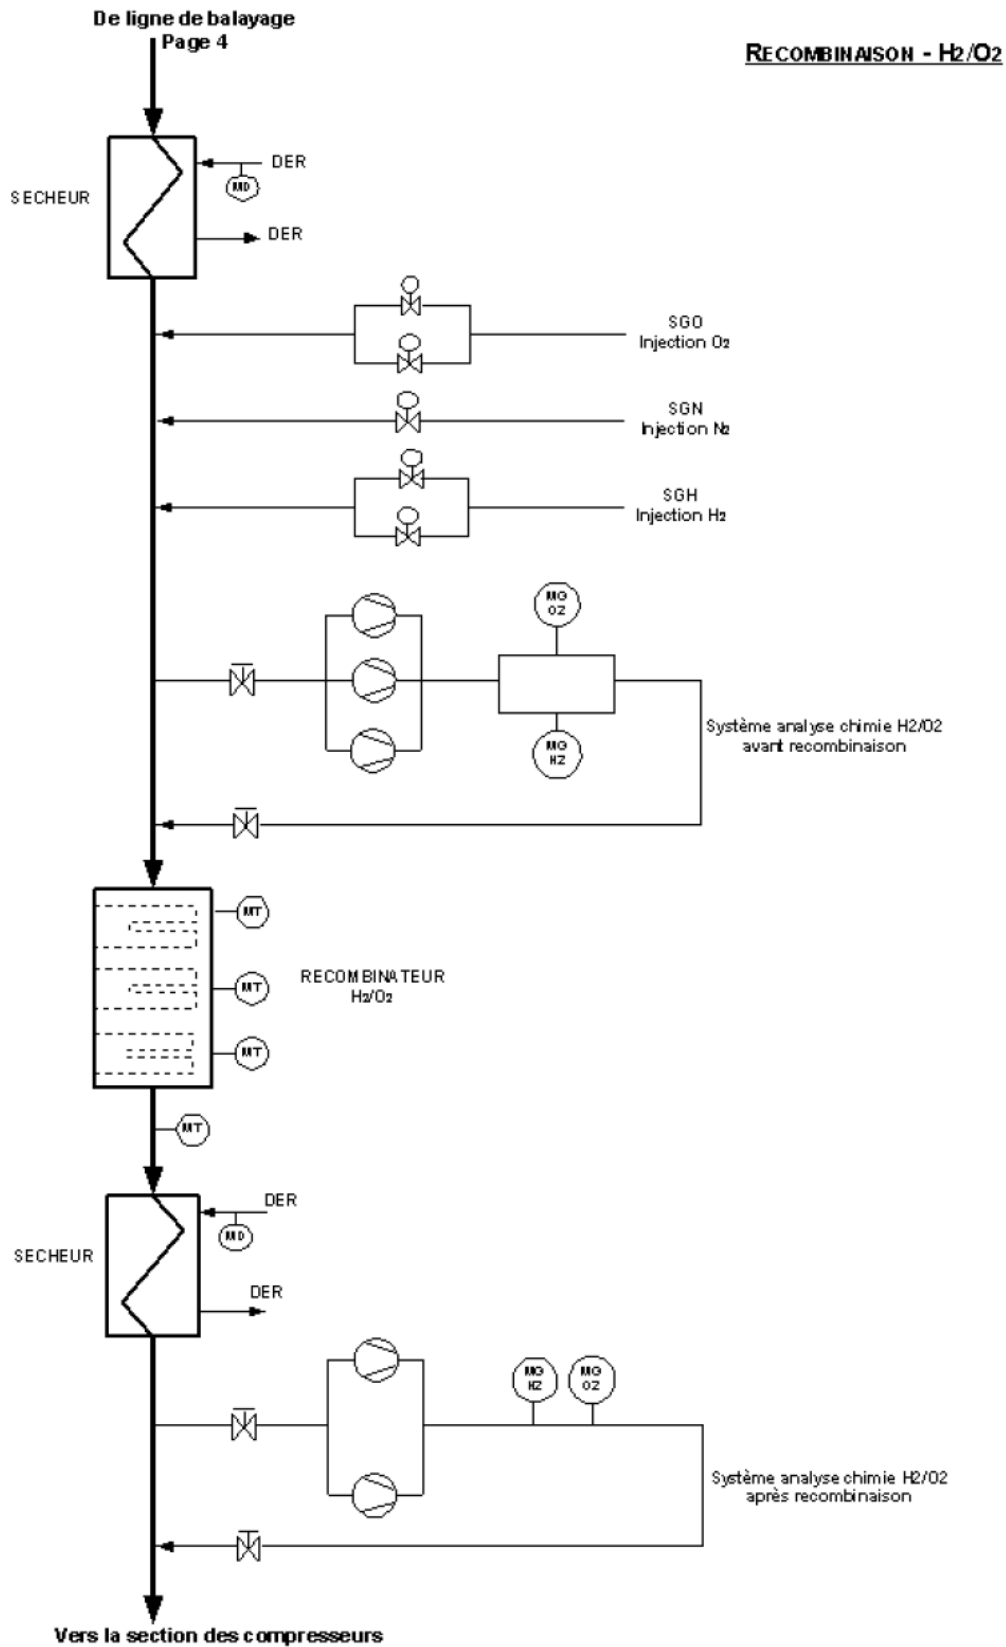 De ligne de balayage
Page 4
RECOMBINAISON - H2/O2
DER
MD
SECHEUR
DER
SGO
Injection O2
SGN
Injection N2
SGH
Injection H2
MG
O2
Système analyse chimie H2/O2
avant recombinaison
MG
H2
MT
RECOMBINATEUR
H2/O2
MT
MT
MT
DER
MD
SECHEUR
DER
MG
H2
MG
O2
Système analyse chimie H2/O2
après recombinaison
Vers la section des compresseurs